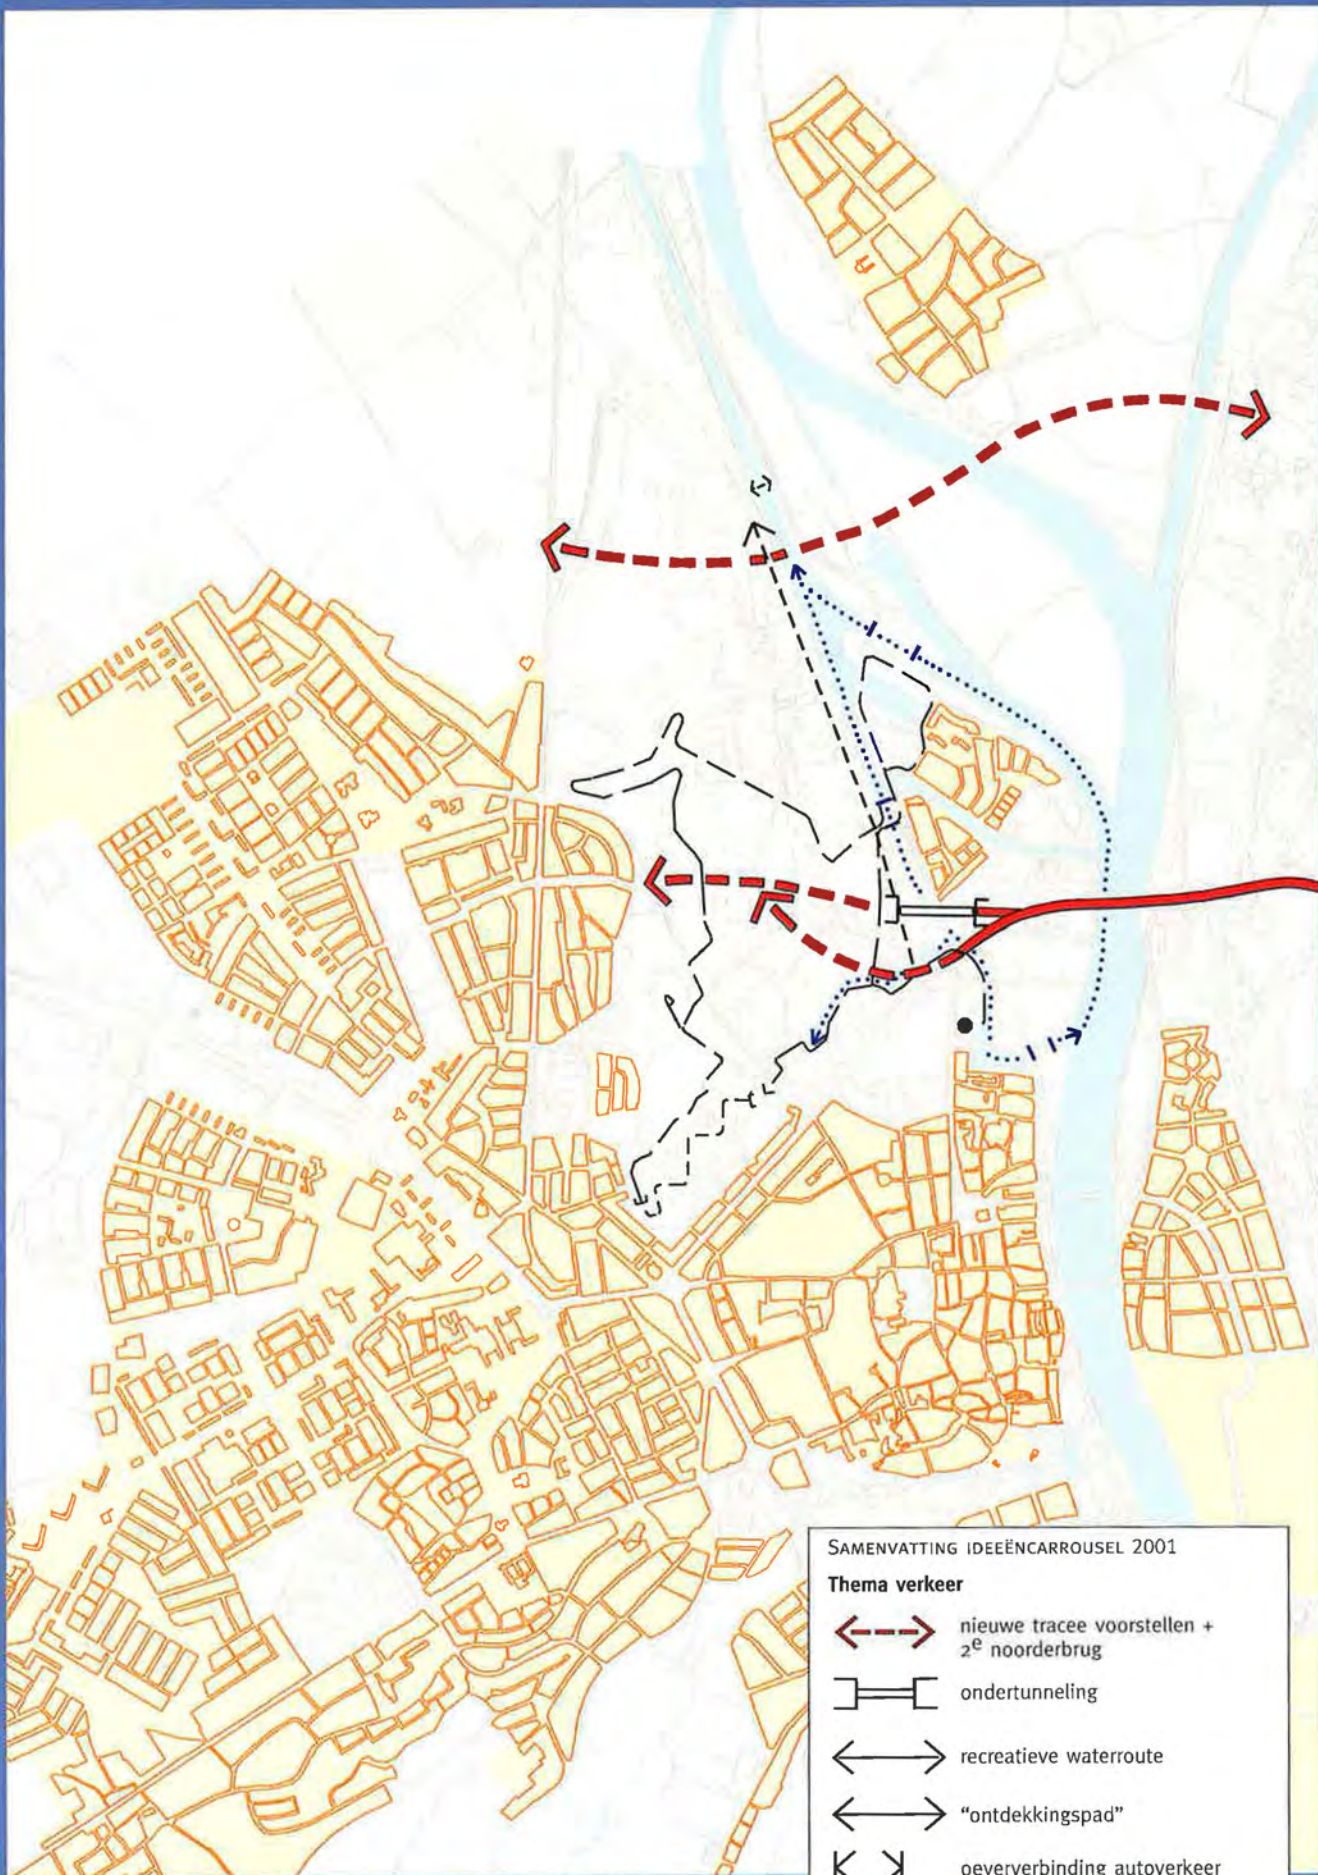 SAMENVATTING IDEEËNCARROUSEL 2001
Thema verkeer
nieuwe tracee voorstellen +
2e noorderbrug
ondertunneling
recreatieve waterroute
“ontdekkingspad”
oeververbinding autoverkeer